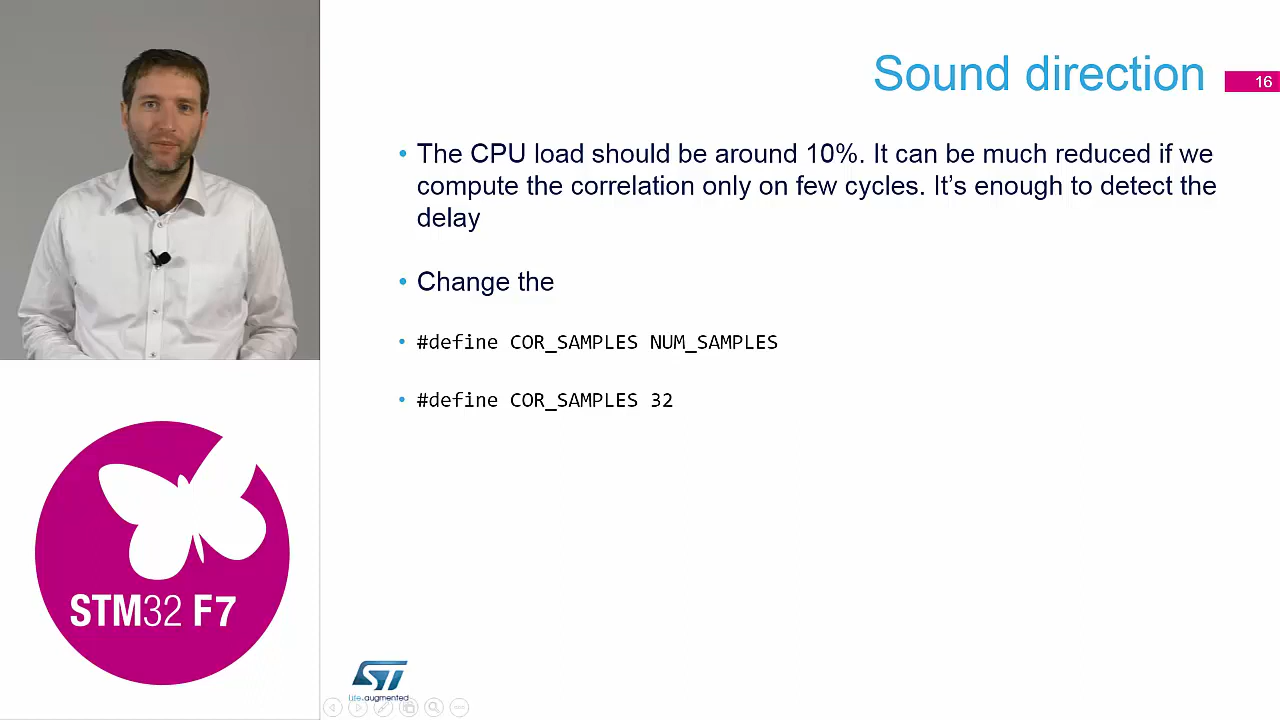 Sound direction
16
• The CPU load should be around 10%. It can be much reduced if we
compute the correlation only on few cycles. It’s enough to detect the
delay
• Change the
• #define COR_SAMPLES NUM_SAMPLES
• #define COR_SAMPLES 32
STM32 F7
ST
life.augmented